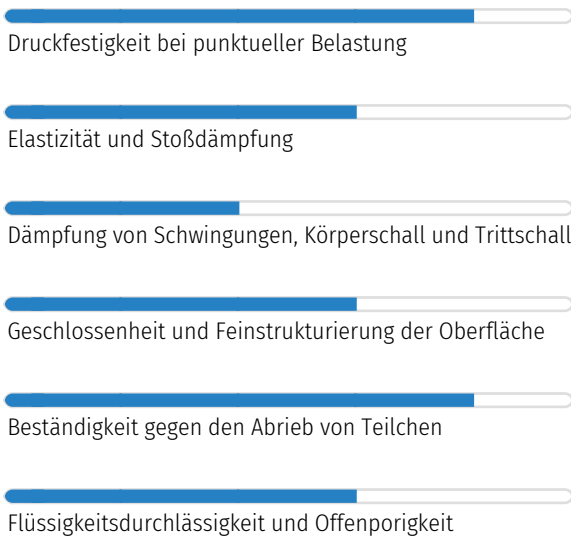 Druckfestigkeit bei punktueller Belastung
Elastizität und Stoßdämpfung
Dämpfung von Schwingungen, Körperschall und Trittschall
Geschlossenheit und Feinstrukturierung der Oberfläche
Beständigkeit gegen den Abrieb von Teilchen
Flüssigkeitsdurchlässigkeit und Offenporigkeit